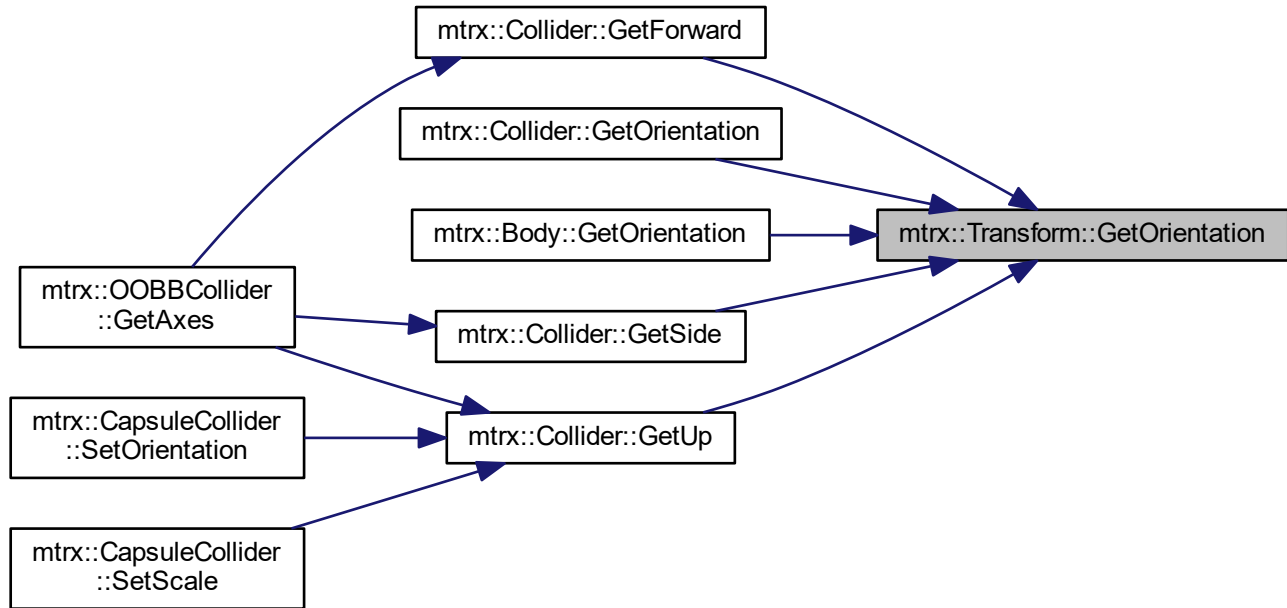 mtrx::Collider::GetForward
mtrx::Collider::GetOrientation
mtrx::Body::GetOrientation
mtrx::Transform::GetOrientation
mtrx::OOBBCollider
::GetAxes
mtrx::Collider::GetSide
mtrx::CapsuleCollider
::SetOrientation
mtrx::Collider::GetUp
mtrx::CapsuleCollider
::SetScale